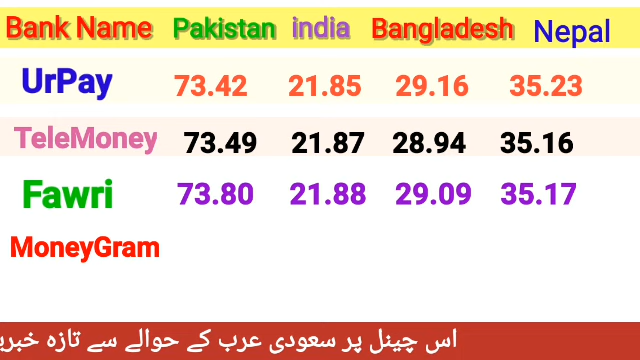 Bank Name Pakistan india Bangladesh Nepal
UrPay 73.42 21.85 29.16 35.23
TeleMoney 73.49 21.87 28.94 35.16
Fawri 73.80 21.88 29.09 35.17
MoneyGram
اس چینل پر سعودی عرب کے حوالے سے تازہ